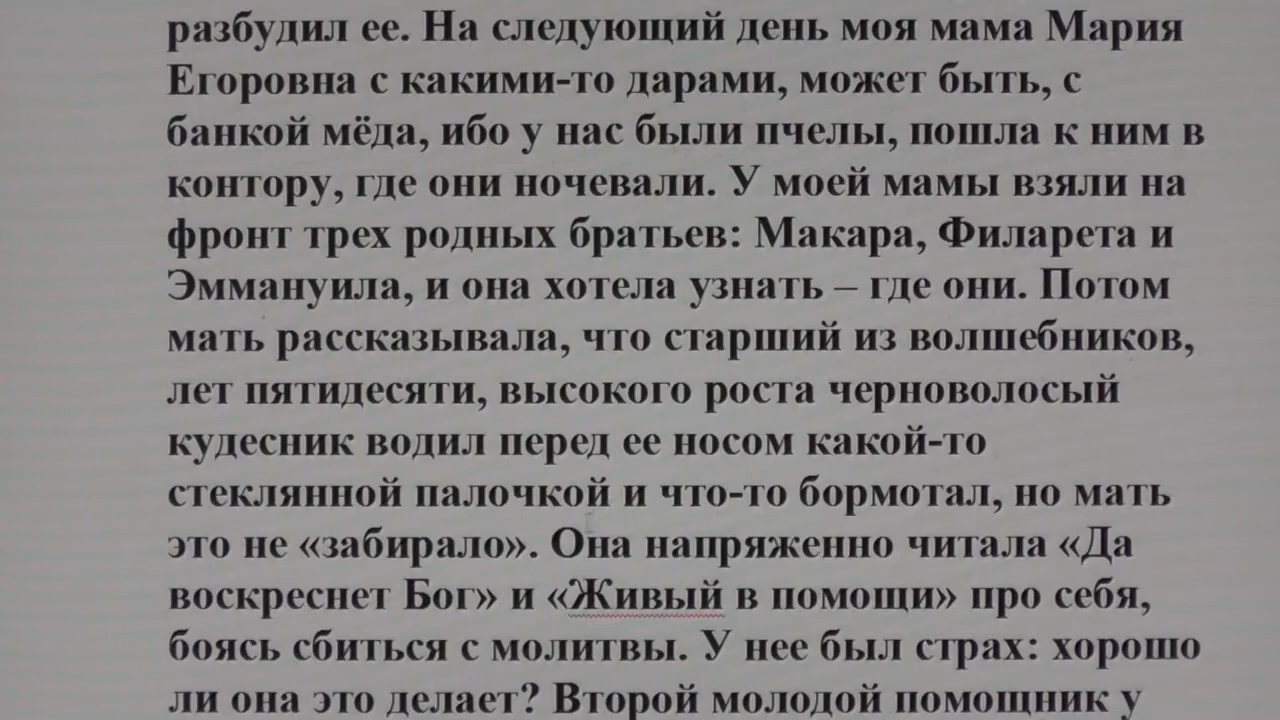 разбудил ее. На следующий день моя мама Мария
Егоровна с какими-то дарами, может быть, с
банкой мёда, ибо у нас были пчелы, пошла к ним в
контору, где они ночевали. У моей мамы взяли на
фронт трех родных братьев: Макара, Филарета и
Эммануила, и она хотела узнать – где они. Потом
мать рассказывала, что старший из волшебников,
лет пятидесяти, высокого роста черноволосый
кудесник водил перед ее носом какой-то
стеклянной палочкой и что-то бормотал, но мать
это не «забирало». Она напряженно читала «Да
воскреснет Бог» и «Живый в помощи» про себя,
боясь сбиться с молитвы. У нее был страх: хорошо
ли она это делает? Второй молодой помощник у